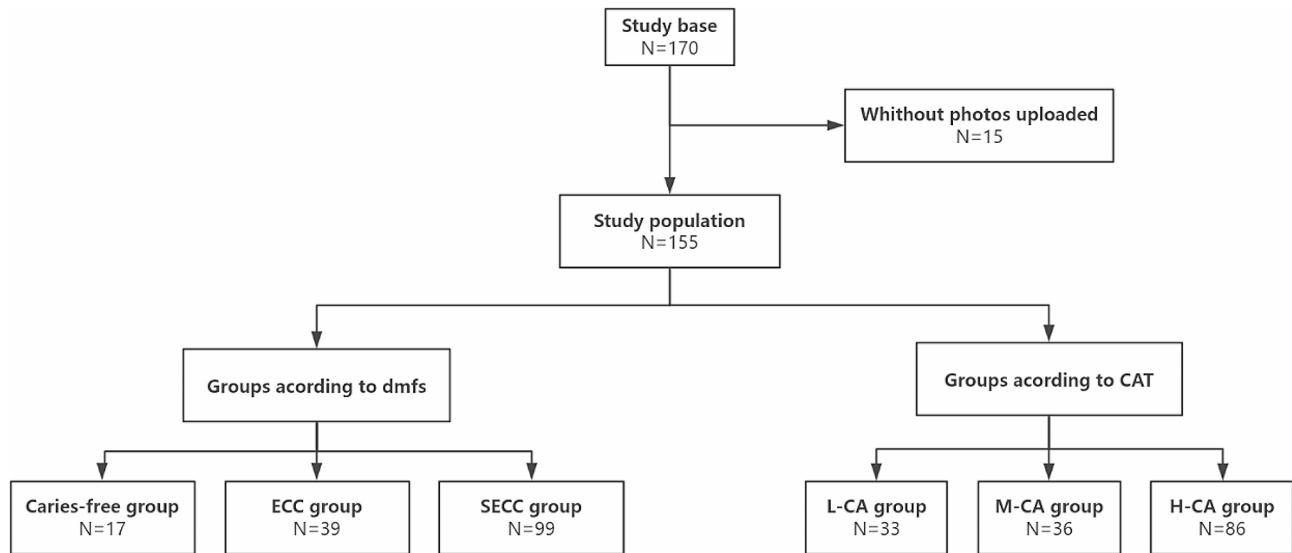 Study base
N=170
Whithout photos uploaded
N=15
Study population
N=155
Groups acording to dmfs
Groups acording to CAT
Caries-free group
N=17
ECC group
N=39
SECC group
N=99
L-CA group
N=33
M-CA group
N=36
H-CA group
N=86